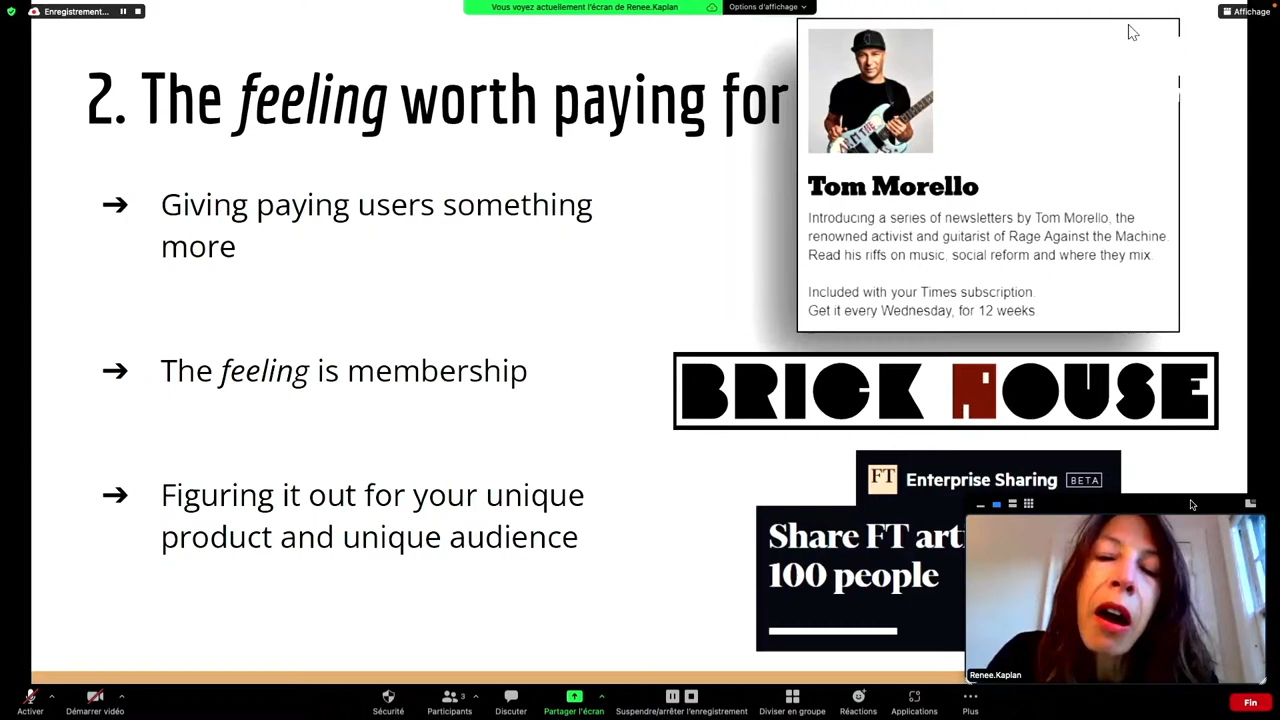 Enregistrement...
Vous voyez actuellement l'écran de Renee.Kaplan
Options d'affichage
Affichage
2. The feeling worth paying for
➔ Giving paying users something
more
➔ The feeling is membership
➔ Figuring it out for your unique
product and unique audience
Tom Morello
Introducing a series of newsletters by Tom Morello, the
renowned activist and guitarist of Rage Against the Machine.
Read his riffs on music, social reform and where they mix.
Included with your Times subscription.
Get it every Wednesday, for 12 weeks.
BRICK HOUSE
FT Enterprise Sharing BETA
Share FT art
100 people
Renee.Kaplan
Activer
Démarrer vidéo
Sécurité
Participants 3
Discuter
Partager l'écran
Suspendre/arrêter l'enregistrement
Diviser en groupe
Réactions
Applications
Plus
Fin